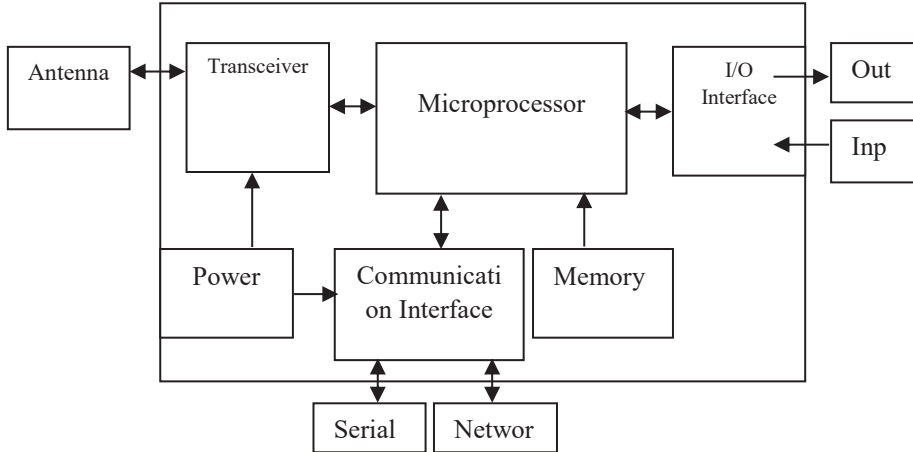 Antenna
Transceiver
Microprocessor
I/O
Interface
Out
Inp
Power
Communicati
on Interface
Memory
Serial
Networ